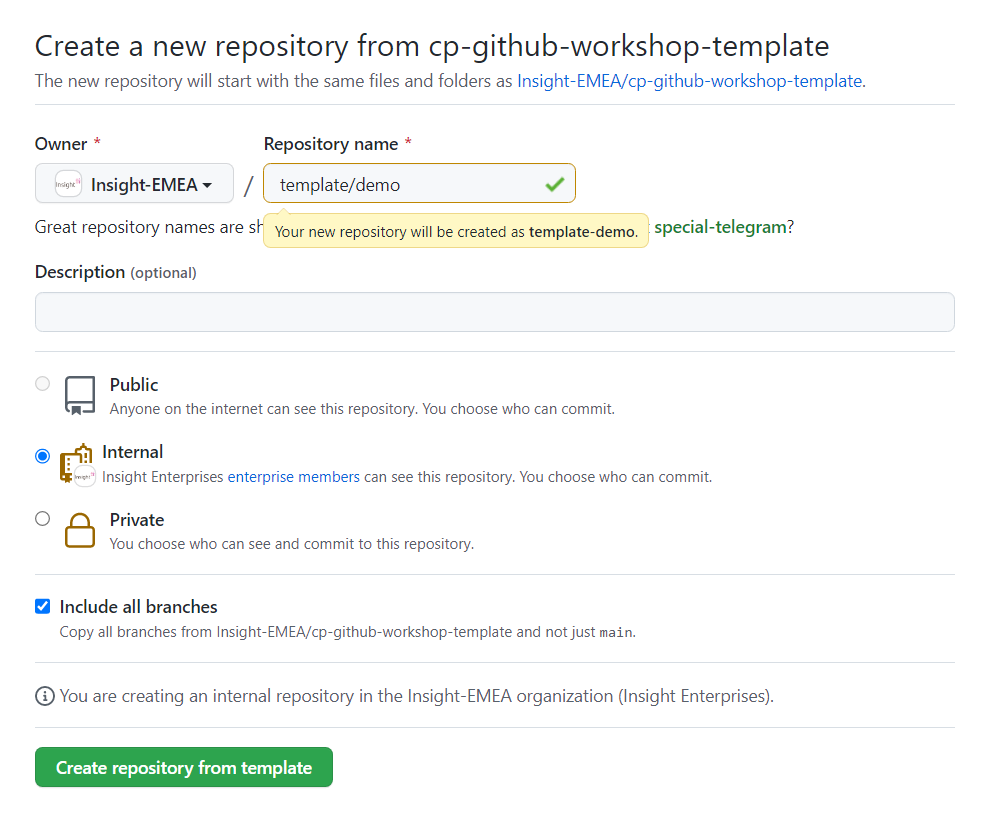 Create a new repository from cp-github-workshop-template
The new repository will start with the same files and folders as Insight-EMEA/cp-github-workshop-template.
Owner * Repository name *
Insight Insight-EMEA / template/demo
Great repository names are sh
Your new repository will be created as template-demo.
special-telegram?
Description (optional)
Public
Anyone on the internet can see this repository. You choose who can commit.
Internal
Insight
Insight Enterprises enterprise members can see this repository. You choose who can commit.
Private
You choose who can see and commit to this repository.
Include all branches
Copy all branches from Insight-EMEA/cp-github-workshop-template and not just main.
You are creating an internal repository in the Insight-EMEA organization (Insight Enterprises).
Create repository from template